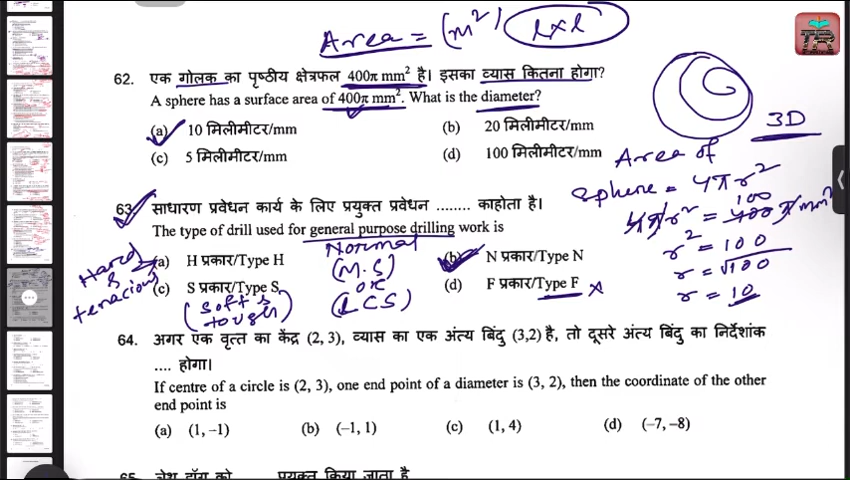 Area = (m²) l×l
TR
62. एक गोलक का पृष्ठीय क्षेत्रफल 400π mm² है। इसका व्यास कितना होगा?
A sphere has a surface area of 400π mm². What is the diameter?
(a) 10 मिलीमीटर/mm
(b) 20 मिलीमीटर/mm
(c) 5 मिलीमीटर/mm
(d) 100 मिलीमीटर/mm
3D
Area of
Sphere = 4πr²
4πr² = 400π mm²
100
r² = 100
r = √100
r = 10
63. साधारण प्रवेधन कार्य के लिए प्रयुक्त प्रवेधन ........ काहोता है।
The type of drill used for general purpose drilling work is
(a) H प्रकार/Type H
(b) N प्रकार/Type N
(c) S प्रकार/Type S
(d) F प्रकार/Type F
Hard
&
tenacious
Normal
(M.S)
OR
(LCS)
(Soft &
tough)
64. अगर एक वृत्त का केंद्र (2, 3), व्यास का एक अंत्य बिंदु (3,2) है, तो दूसरे अंत्य बिंदु का निर्देशांक
.... होगा।
If centre of a circle is (2, 3), one end point of a diameter is (3, 2), then the coordinate of the other
end point is
(a) (1, –1)
(b) (–1, 1)
(c) (1, 4)
(d) (–7, –8)